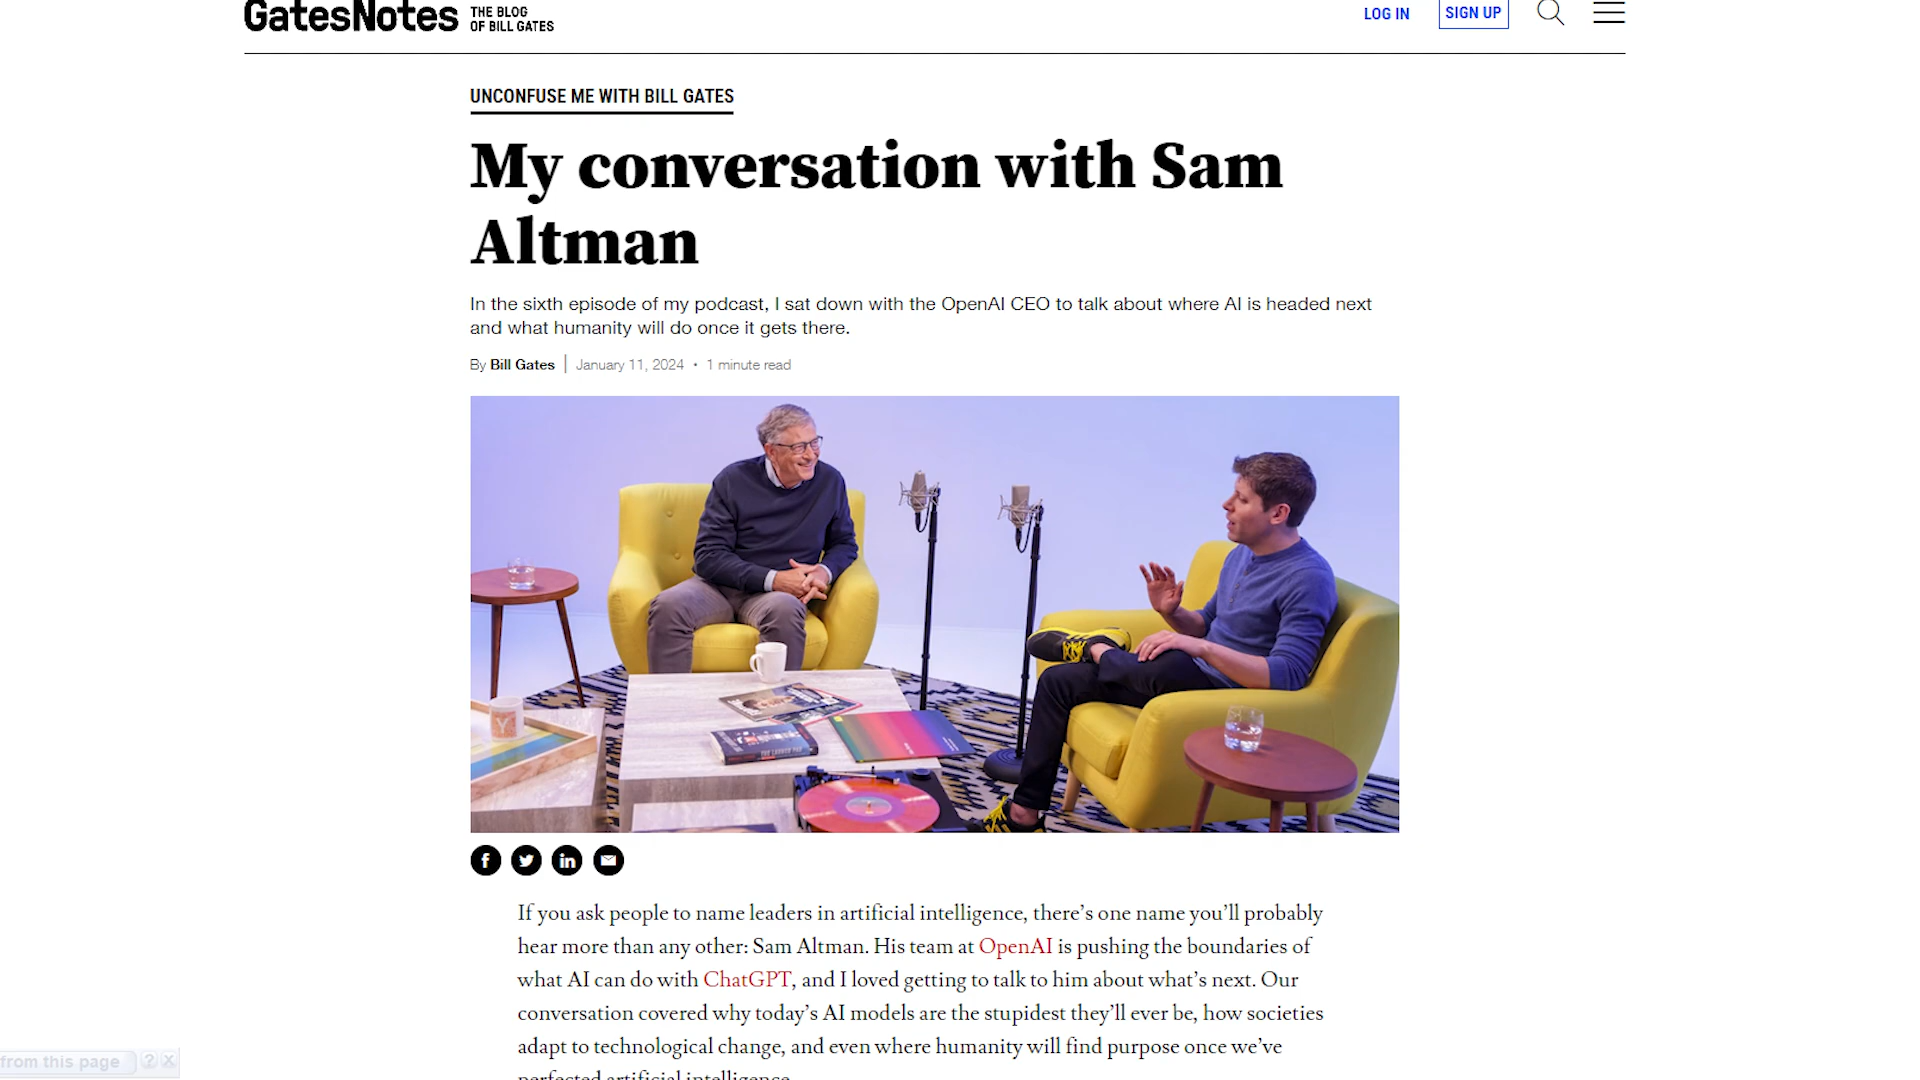 GatesNotes THE BLOG
OF BILL GATES
LOG IN
SIGN UP
UNCONFUSE ME WITH BILL GATES
My conversation with Sam
Altman
In the sixth episode of my podcast, I sat down with the OpenAI CEO to talk about where AI is headed next
and what humanity will do once it gets there.
By Bill Gates | January 11, 2024 • 1 minute read
THE LAUNCH PAD
If you ask people to name leaders in artificial intelligence, there’s one name you’ll probably
hear more than any other: Sam Altman. His team at OpenAI is pushing the boundaries of
what AI can do with ChatGPT, and I loved getting to talk to him about what’s next. Our
conversation covered why today’s AI models are the stupidest they’ll ever be, how societies
adapt to technological change, and even where humanity will find purpose once we’ve
perfected artificial intelligence.
from this page ? X